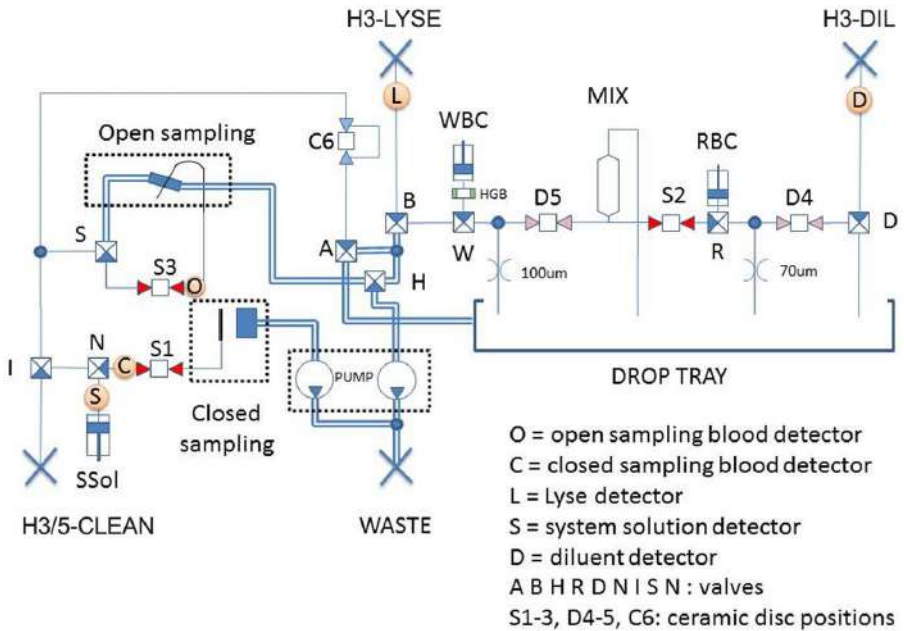 H3-LYSE
H3-DIL
L
D
MIX
WBC
RBC
Open sampling
C6
HGB
S
B
D5
S2
D4
D
A
W
R
S3
O
H
100um
70um
I
N
C
S1
S
PUMP
DROP TRAY
Closed
sampling
SSol
H3/5-CLEAN
WASTE
O = open sampling blood detector
C = closed sampling blood detector
L = Lyse detector
S = system solution detector
D = diluent detector
A B H R D N I S N : valves
S1-3, D4-5, C6: ceramic disc positions